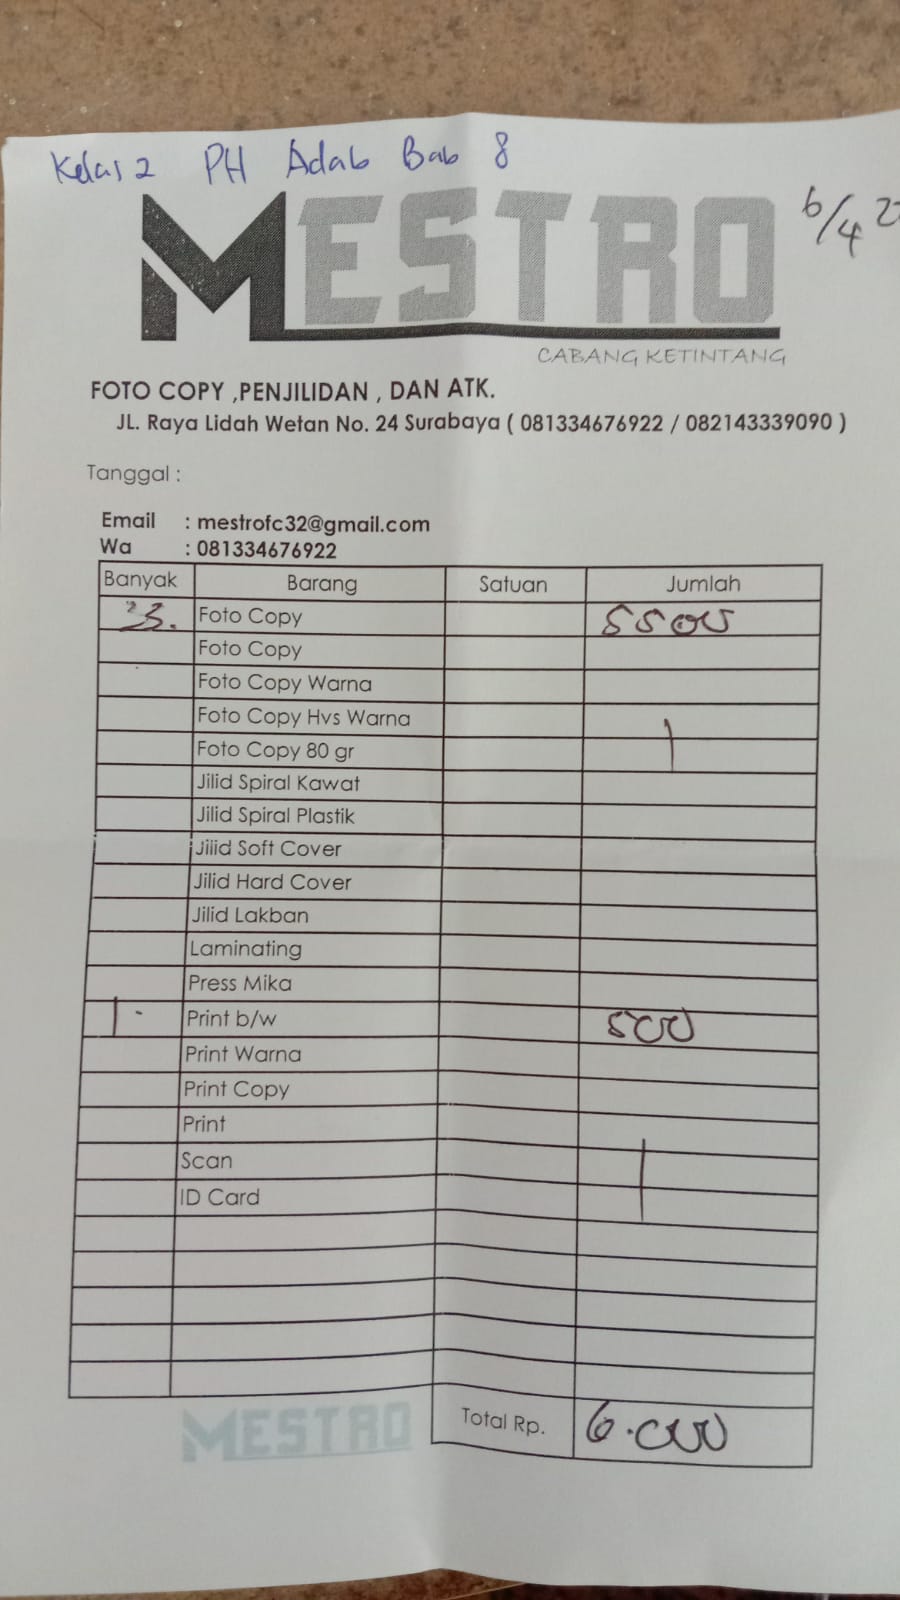 Kelas 2 PH Adab Bab 8
MESTRO
6/4 2
CABANG KETINTANG
FOTO COPY ,PENJILIDAN , DAN ATK.
JL. Raya Lidah Wetan No. 24 Surabaya ( 081334676922 / 082143339090 )
Tanggal :
Email : mestrofc32@gmail.com
Wa : 081334676922
Banyak Barang Satuan Jumlah
Foto Copy 5500
Foto Copy
Foto Copy Warna
Foto Copy Hvs Warna
Foto Copy 80 gr
Jilid Spiral Kawat
Jilid Spiral Plastik
Jilid Soft Cover
Jilid Hard Cover
Jilid Lakban
Laminating
Press Mika
1 Print b/w 500
Print Warna
Print Copy
Print
Scan
ID Card
Total Rp. 6.000
MESTRO